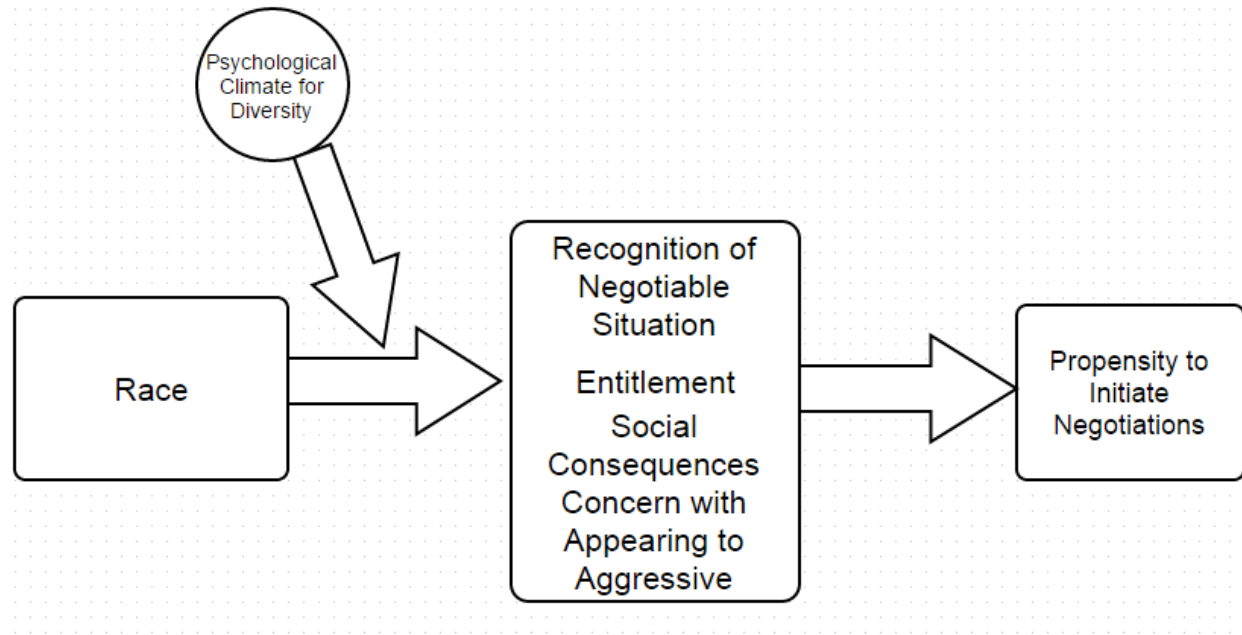 Psychological
Climate for
Diversity
Race
Recognition of
Negotiable
Situation
Entitlement
Social
Consequences
Concern with
Appearing to
Aggressive
Propensity to
Initiate
Negotiations